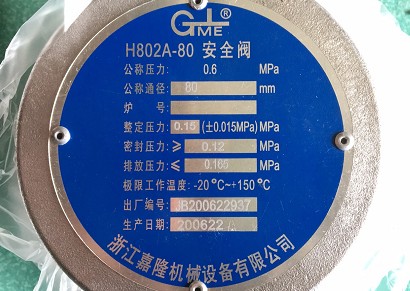 GME®
H802A-80 安全阀
公称压力: 0.6 MPa
公称通径: 80 mm
炉 号:
整定压力: 0.15 (±0.015MPa) MPa
密封压力: ≥ 0.12 MPa
排放压力: ≤ 0.165 MPa
极限工作温度: -20°C~+150°C
出厂编号: JB200622937
生产日期: 200622
浙江嘉隆机械设备有限公司